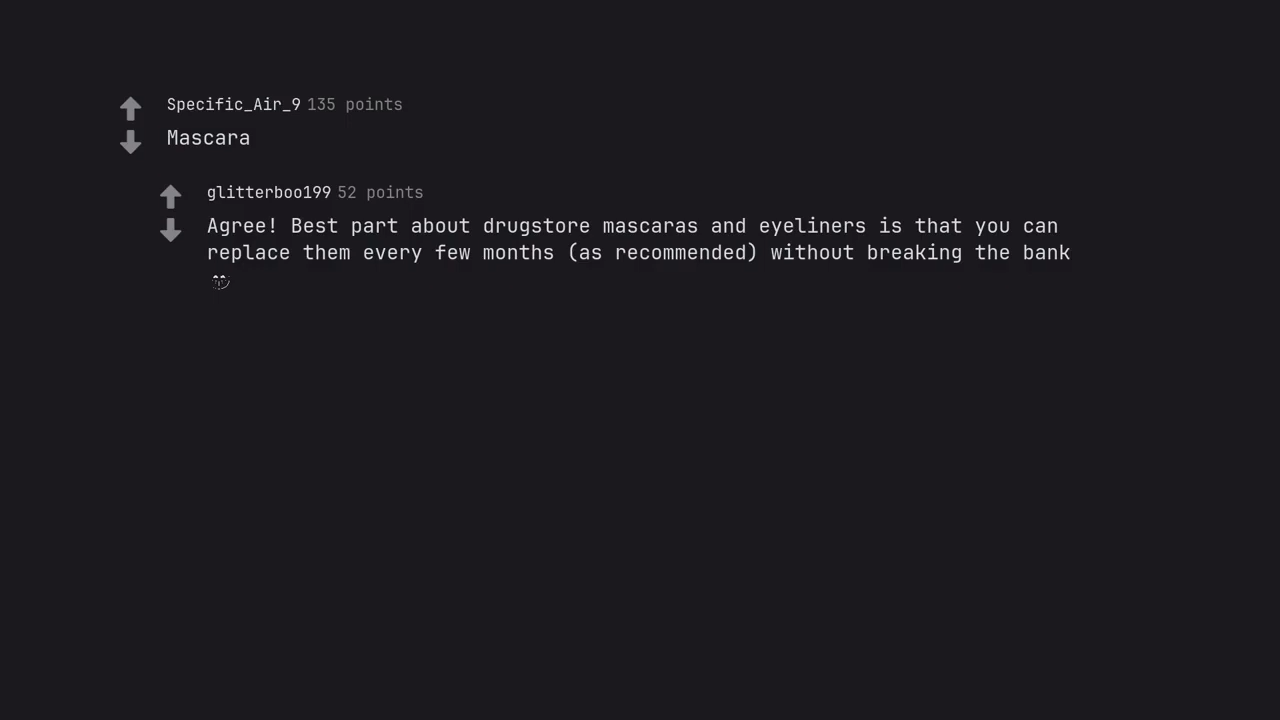 Specific_Air_9 135 points
Mascara
glitterboo199 52 points
Agree! Best part about drugstore mascaras and eyeliners is that you can
replace them every few months (as recommended) without breaking the bank